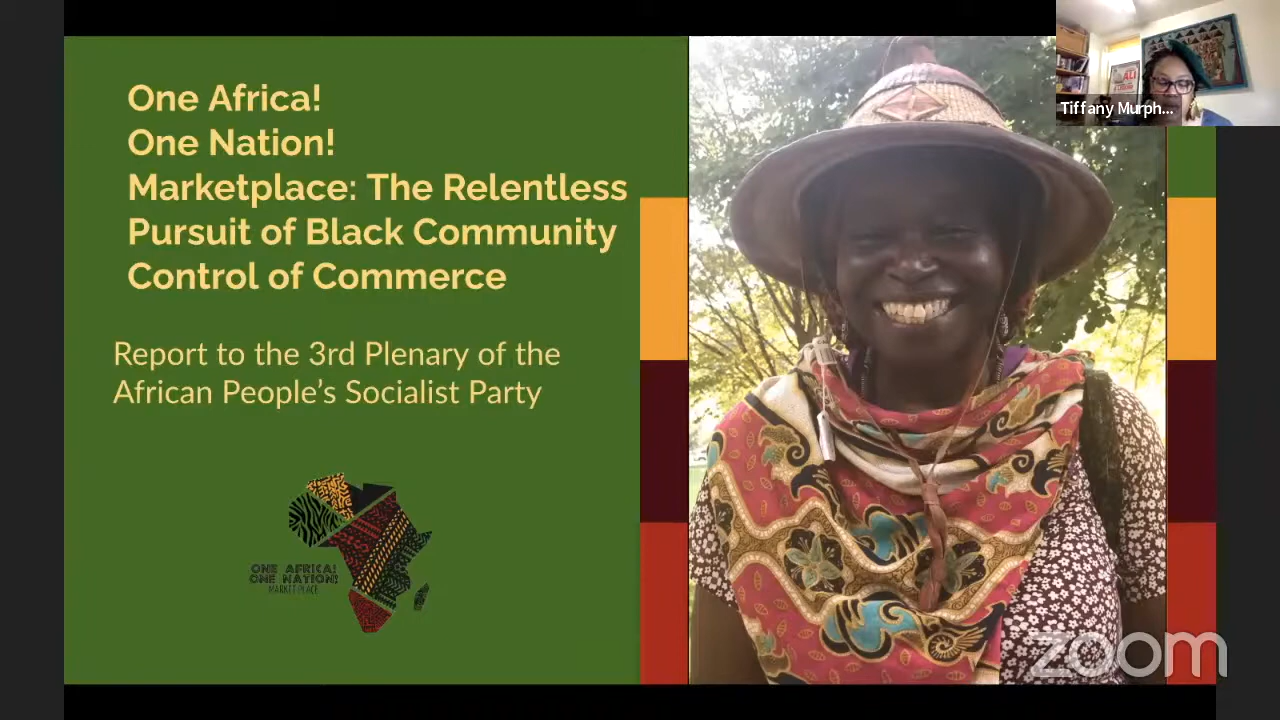 One Africa!
One Nation!
Marketplace: The Relentless
Pursuit of Black Community
Control of Commerce
Report to the 3rd Plenary of the
African People's Socialist Party
ONE AFRICA!
ONE NATION!
MARKETPLACE
Tiffany Murph...
ALI
zoom